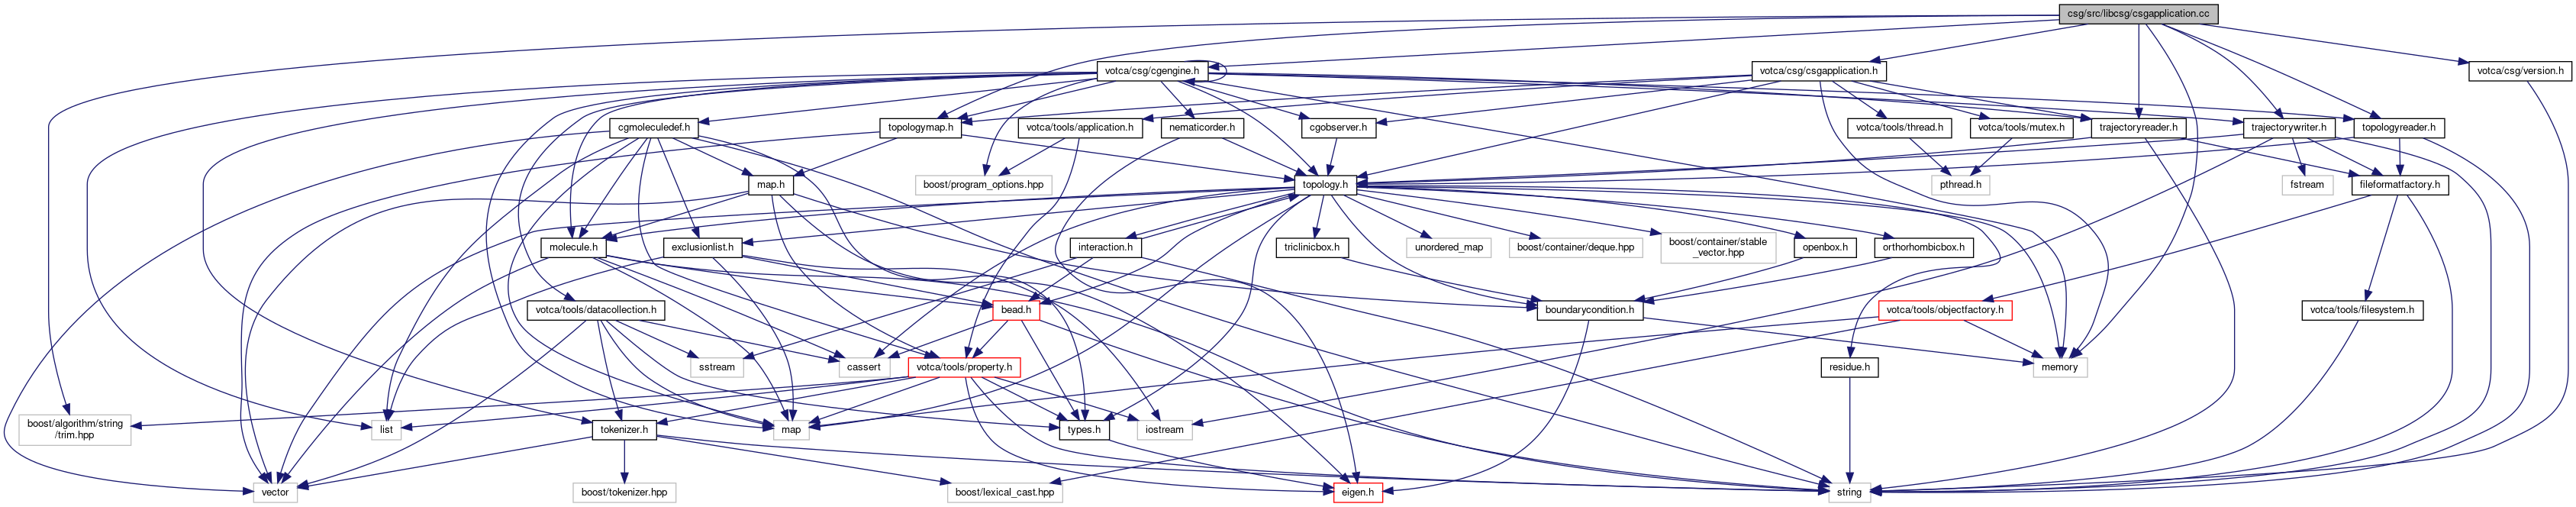 csg/src/libcsg/csgapplication.cc
votca/csg/cgengine.h
votca/csg/csgapplication.h
votca/csg/version.h
cgmoleculedef.h
topologymap.h
votca/tools/application.h
nematicorder.h
cgobserver.h
votca/tools/thread.h
votca/tools/mutex.h
trajectoryreader.h
trajectorywriter.h
topologyreader.h
map.h
boost/program_options.hpp
topology.h
pthread.h
fstream
fileformatfactory.h
molecule.h
exclusionlist.h
interaction.h
triclinicbox.h
unordered_map
boost/container/deque.hpp
boost/container/stable
_vector.hpp
openbox.h
orthorhombicbox.h
votca/tools/datacollection.h
bead.h
boundarycondition.h
votca/tools/objectfactory.h
votca/tools/filesystem.h
sstream
cassert
votca/tools/property.h
residue.h
memory
boost/algorithm/string
/trim.hpp
list
tokenizer.h
map
types.h
iostream
vector
boost/tokenizer.hpp
boost/lexical_cast.hpp
eigen.h
string